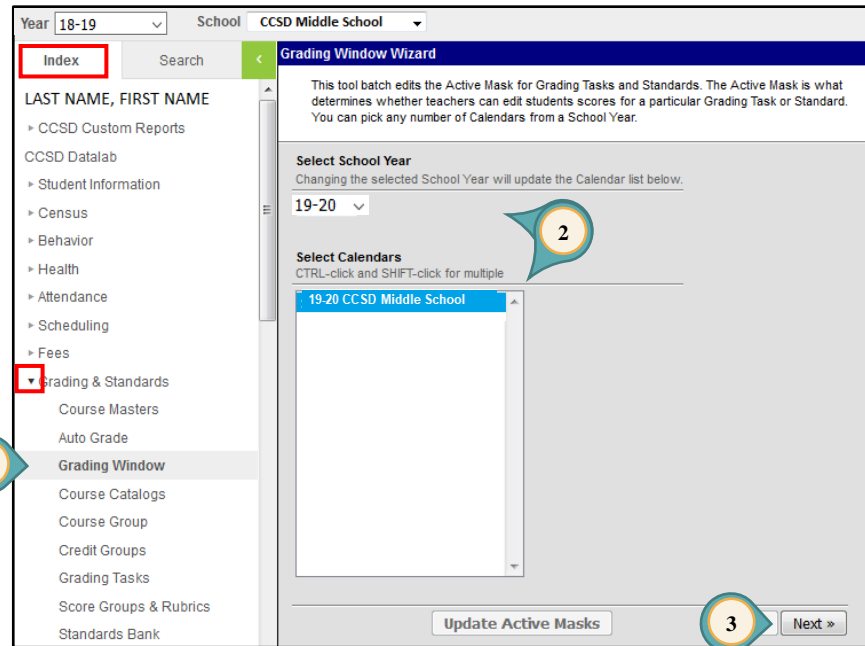 Year 18-19 School CCSD Middle School
Index Search <
LAST NAME, FIRST NAME
CCSD Custom Reports
CCSD Datalab
Student Information
Census
Behavior
Health
Attendance
Scheduling
Fees
Grading & Standards
Course Masters
Auto Grade
Grading Window
Course Catalogs
Course Group
Credit Groups
Grading Tasks
Score Groups & Rubrics
Standards Bank
Grading Window Wizard
This tool batch edits the Active Mask for Grading Tasks and Standards. The Active Mask is what
determines whether teachers can edit students scores for a particular Grading Task or Standard.
You can pick any number of Calendars from a School Year.
Select School Year
Changing the selected School Year will update the Calendar list below.
19-20
2
Select Calendars
CTRL-click and SHIFT-click for multiple
19-20 CCSD Middle School
Update Active Masks 3 Next »